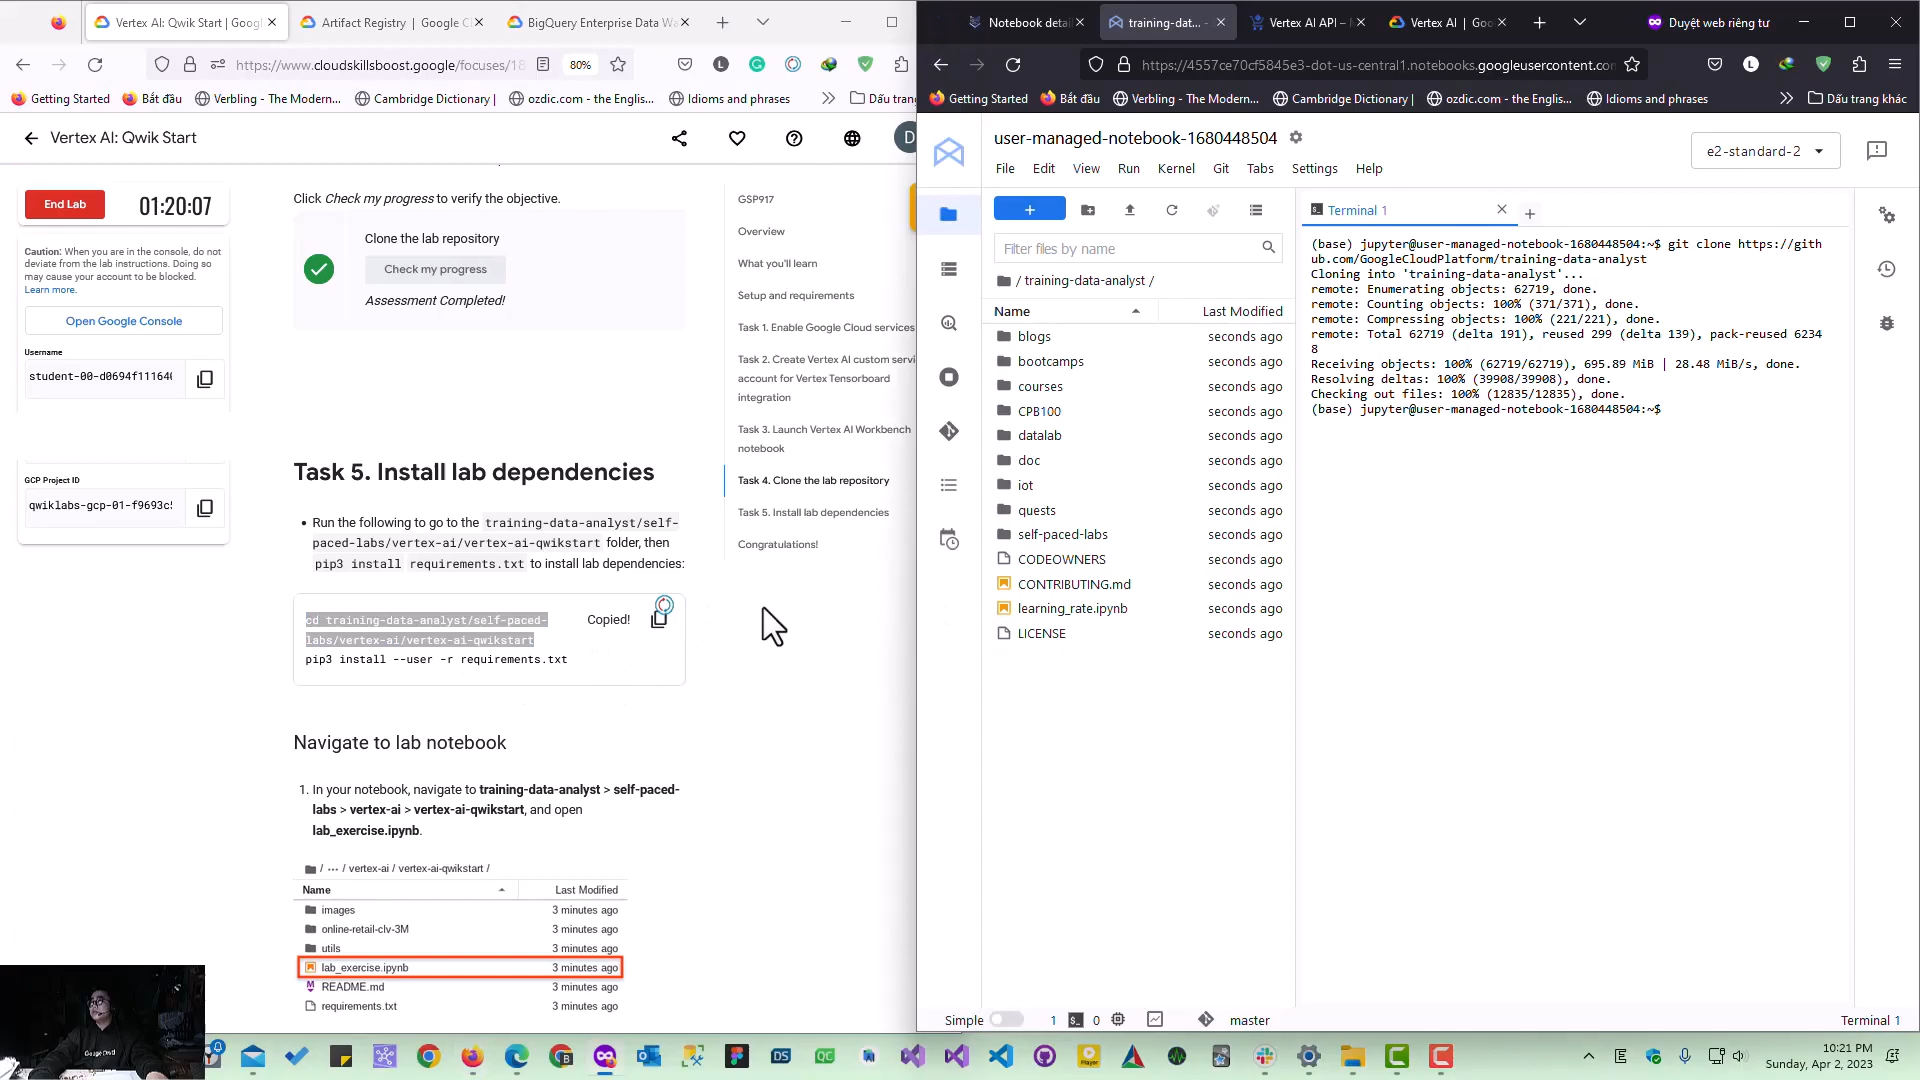 Vertex AI: Qwik Start | Googl
Artifact Registry | Google Cl
BigQuery Enterprise Data Wa
https://www.cloudskillsboost.google/focuses/18
80%
Getting Started
Bắt đầu
Verbling - The Modern...
Cambridge Dictionary |
ozdic.com - the Englis...
Idioms and phrases
Dấu trang
Vertex AI: Qwik Start
End Lab
01:20:07
Caution: When you are in the console, do not
deviate from the lab instructions. Doing so
may cause your account to be blocked.
Learn more.
Open Google Console
Username
student-00-d0694f111640
GCP Project ID
qwiklabs-gcp-01-f9693c5
Click Check my progress to verify the objective.
Clone the lab repository
Check my progress
Assessment Completed!
Task 5. Install lab dependencies
• Run the following to go to the training-data-analyst/self-
paced-labs/vertex-ai/vertex-ai-qwikstart folder, then
pip3 install requirements.txt to install lab dependencies:
cd training-data-analyst/self-paced-
labs/vertex-ai/vertex-ai-qwikstart
pip3 install --user -r requirements.txt
Copied!
Navigate to lab notebook
1. In your notebook, navigate to training-data-analyst > self-paced-
labs > vertex-ai > vertex-ai-qwikstart, and open
lab_exercise.ipynb.
/ ··· / vertex-ai / vertex-ai-qwikstart /
Name Last Modified
images 3 minutes ago
online-retail-clv-3M 3 minutes ago
utils 3 minutes ago
lab_exercise.ipynb 3 minutes ago
README.md 3 minutes ago
requirements.txt 3 minutes ago
GSP917
Overview
What you'll learn
Setup and requirements
Task 1. Enable Google Cloud services
Task 2. Create Vertex AI custom servi
account for Vertex Tensorboard
integration
Task 3. Launch Vertex AI Workbench
notebook
Task 4. Clone the lab repository
Task 5. Install lab dependencies
Congratulations!
Notebook detai
training-dat... -
Vertex AI API – M
Vertex AI | Goo
Duyệt web riêng tư
https://4557ce70cf5845e3-dot-us-central1.notebooks.googleusercontent.con
Getting Started
Bắt đầu
Verbling - The Modern...
Cambridge Dictionary |
ozdic.com - the Englis...
Idioms and phrases
Dấu trang khác
user-managed-notebook-1680448504
e2-standard-2
File Edit View Run Kernel Git Tabs Settings Help
Filter files by name
/ training-data-analyst /
Name Last Modified
blogs seconds ago
bootcamps seconds ago
courses seconds ago
CPB100 seconds ago
datalab seconds ago
doc seconds ago
iot seconds ago
quests seconds ago
self-paced-labs seconds ago
CODEOWNERS seconds ago
CONTRIBUTING.md seconds ago
learning_rate.ipynb seconds ago
LICENSE seconds ago
Terminal 1
(base) jupyter@user-managed-notebook-1680448504:~$ git clone https://gith
ub.com/GoogleCloudPlatform/training-data-analyst
Cloning into 'training-data-analyst'...
remote: Enumerating objects: 62719, done.
remote: Counting objects: 100% (371/371), done.
remote: Compressing objects: 100% (221/221), done.
remote: Total 62719 (delta 191), reused 299 (delta 139), pack-reused 6234
8
Receiving objects: 100% (62719/62719), 695.89 MiB | 28.48 MiB/s, done.
Resolving deltas: 100% (39908/39908), done.
Checking out files: 100% (12835/12835), done.
(base) jupyter@user-managed-notebook-1680448504:~$
Simple 1 0 master Terminal 1
10:21 PM
Sunday, Apr 2, 2023